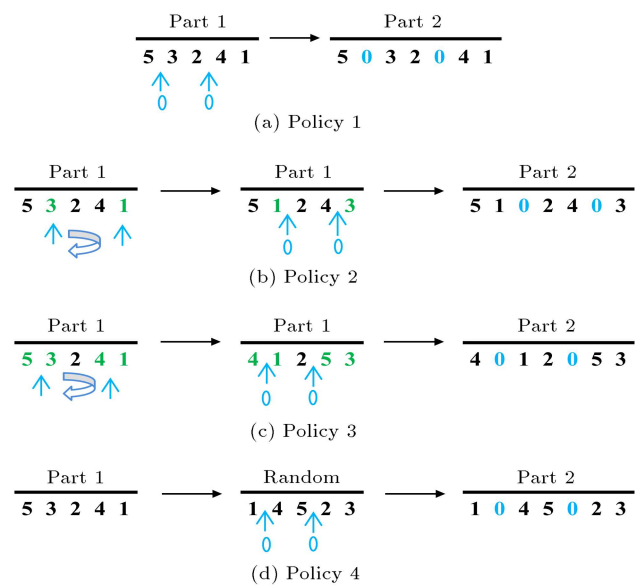 Part 1 Part 2
5 3 2 4 1 5 0 3 2 0 4 1
0 0
(a) Policy 1
Part 1 Part 1 Part 2
5 3 2 4 1 5 1 2 4 3 5 1 0 2 4 0 3
0 0
(b) Policy 2
Part 1 Part 1 Part 2
5 3 2 4 1 4 1 2 5 3 4 0 1 2 0 5 3
0 0
(c) Policy 3
Part 1 Random Part 2
5 3 2 4 1 1 4 5 2 3 1 0 4 5 0 2 3
0 0
(d) Policy 4